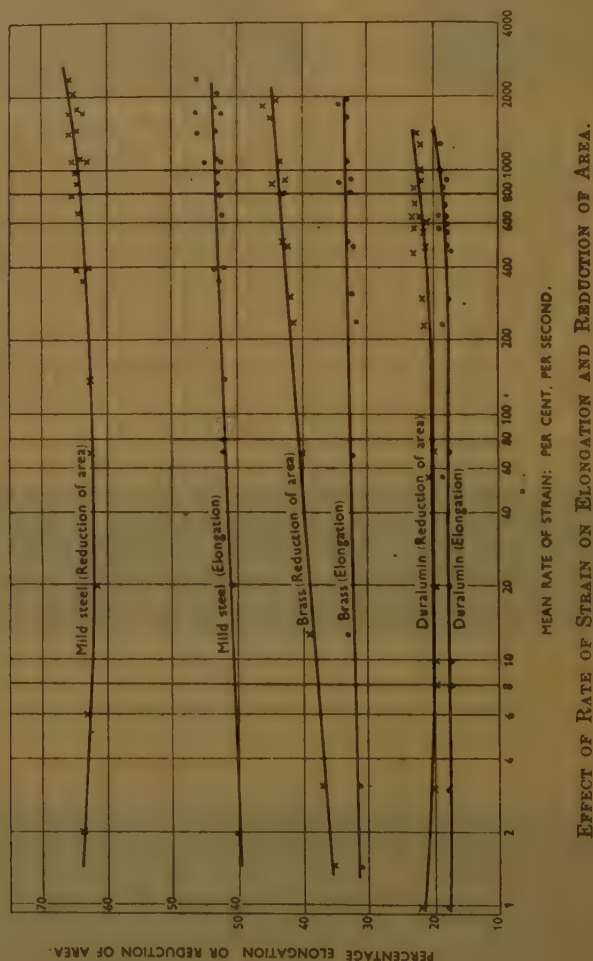 PERCENTAGE ELONGATION OR REDUCTION OF AREA.
70
60
50
40
30
20
10
Mild steel (Reduction of area)
Mild steel (Elongation)
Brass (Reduction of area)
Brass (Elongation)
Duralumin (Reduction of area)
Duralumin (Elongation)
1
2
4
6
8
10
20
40
60
80
100
200
400
600
800
1000
2000
4000
MEAN RATE OF STRAIN: PER CENT. PER SECOND.
EFFECT OF RATE OF STRAIN ON ELONGATION AND REDUCTION OF AREA.